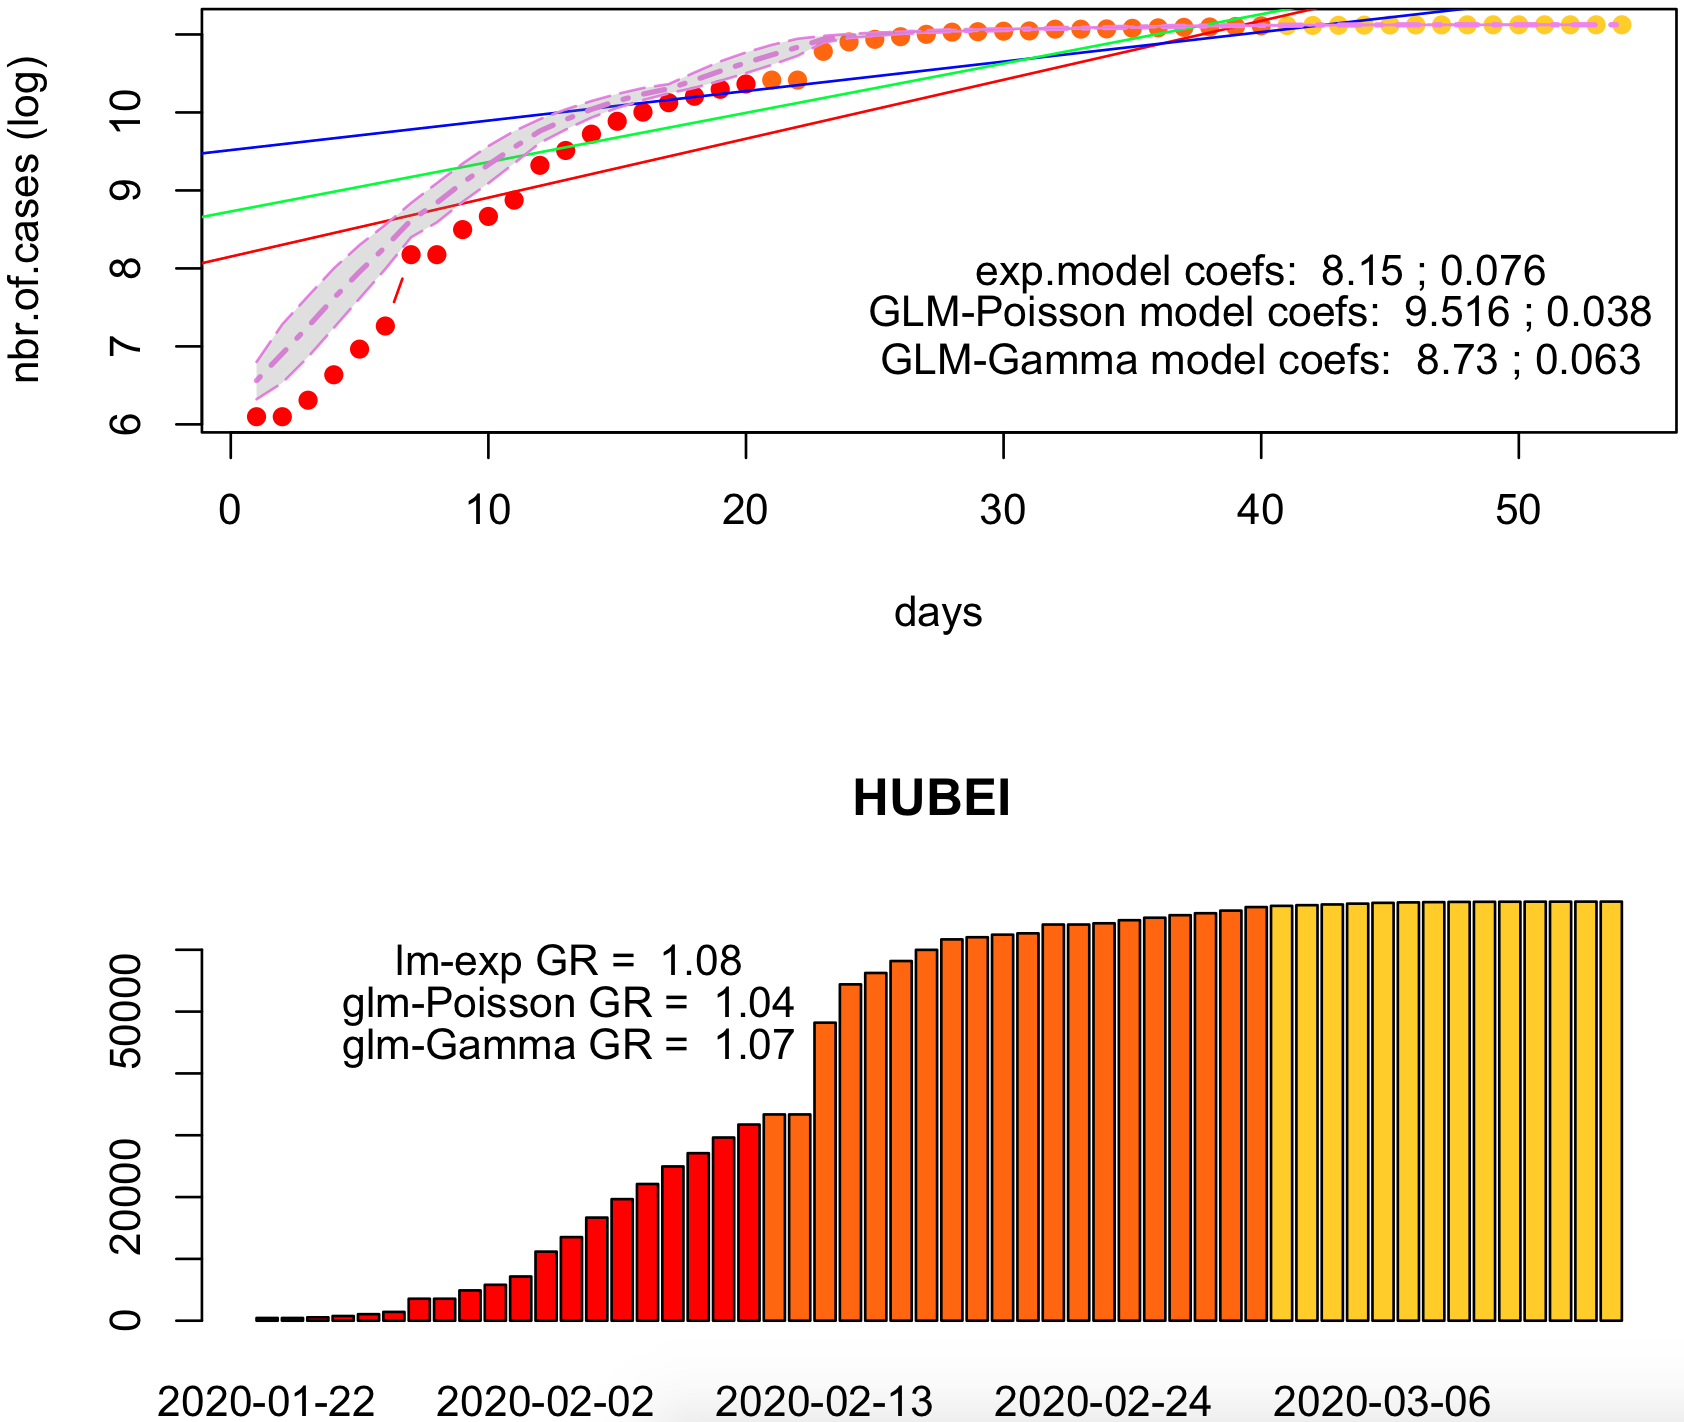 nbr.of.cases (log)
10
9
8
7
6
exp.model coefs:  8.15 ; 0.076
GLM-Poisson model coefs:  9.516 ; 0.038
GLM-Gamma model coefs:  8.73 ; 0.063
0 10 20 30 40 50
days
HUBEI
lm-exp GR =  1.08
glm-Poisson GR =  1.04
glm-Gamma GR =  1.07
50000
20000
0
2020-01-22 2020-02-02 2020-02-13 2020-02-24 2020-03-06